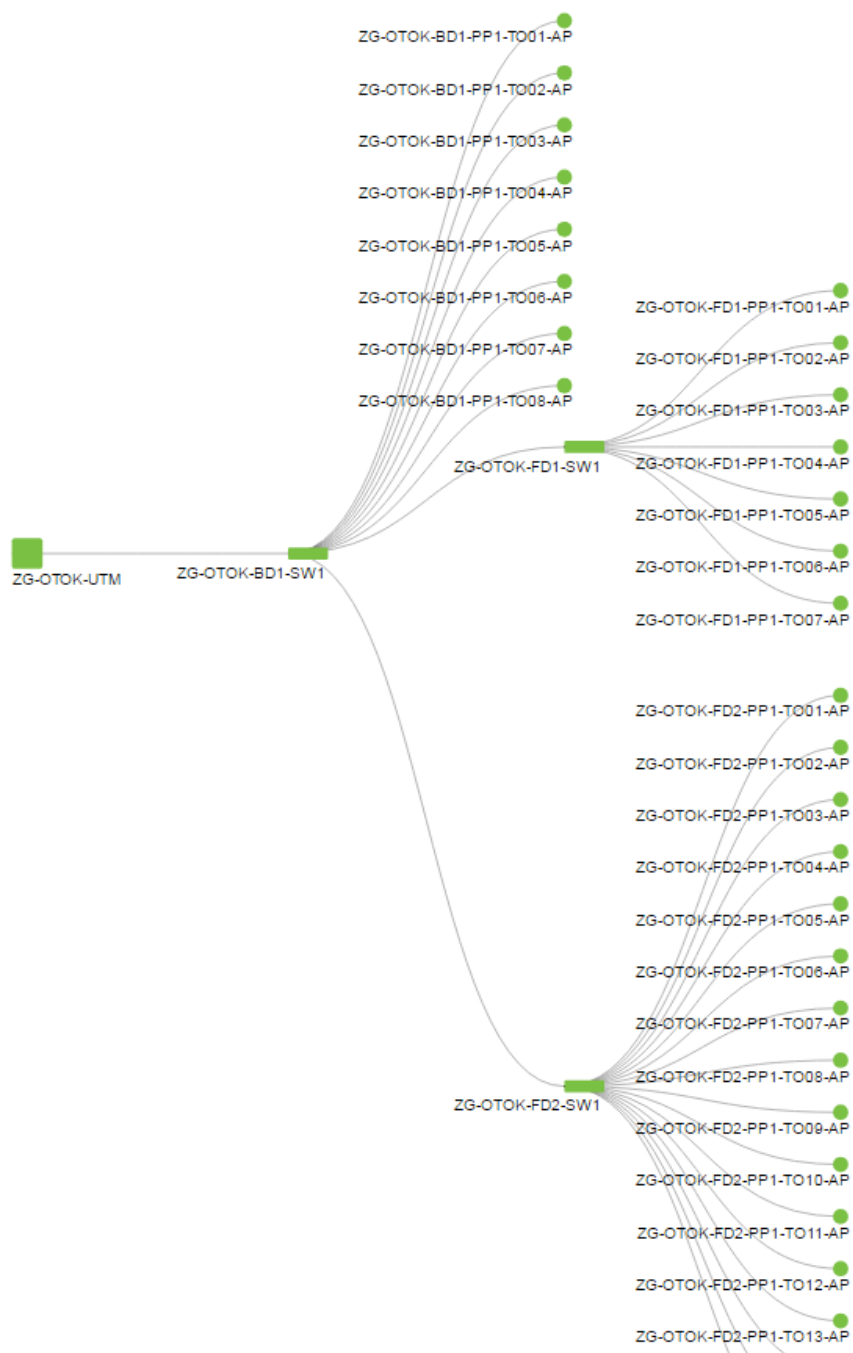 ZG-OTOK-BD1-PP1-TO01-AP
ZG-OTOK-BD1-PP1-TO02-AP
ZG-OTOK-BD1-PP1-TO03-AP
ZG-OTOK-BD1-PP1-TO04-AP
ZG-OTOK-BD1-PP1-TO05-AP
ZG-OTOK-BD1-PP1-TO06-AP
ZG-OTOK-BD1-PP1-TO07-AP
ZG-OTOK-BD1-PP1-TO08-AP
ZG-OTOK-FD1-PP1-TO01-AP
ZG-OTOK-FD1-PP1-TO02-AP
ZG-OTOK-FD1-PP1-TO03-AP
ZG-OTOK-FD1-SW1
ZG-OTOK-FD1-PP1-TO04-AP
ZG-OTOK-FD1-PP1-TO05-AP
ZG-OTOK-FD1-PP1-TO06-AP
ZG-OTOK-FD1-PP1-TO07-AP
ZG-OTOK-UTM
ZG-OTOK-BD1-SW1
ZG-OTOK-FD2-PP1-TO01-AP
ZG-OTOK-FD2-PP1-TO02-AP
ZG-OTOK-FD2-PP1-TO03-AP
ZG-OTOK-FD2-PP1-TO04-AP
ZG-OTOK-FD2-PP1-TO05-AP
ZG-OTOK-FD2-PP1-TO06-AP
ZG-OTOK-FD2-PP1-TO07-AP
ZG-OTOK-FD2-PP1-TO08-AP
ZG-OTOK-FD2-SW1
ZG-OTOK-FD2-PP1-TO09-AP
ZG-OTOK-FD2-PP1-TO10-AP
ZG-OTOK-FD2-PP1-TO11-AP
ZG-OTOK-FD2-PP1-TO12-AP
ZG-OTOK-FD2-PP1-TO13-AP